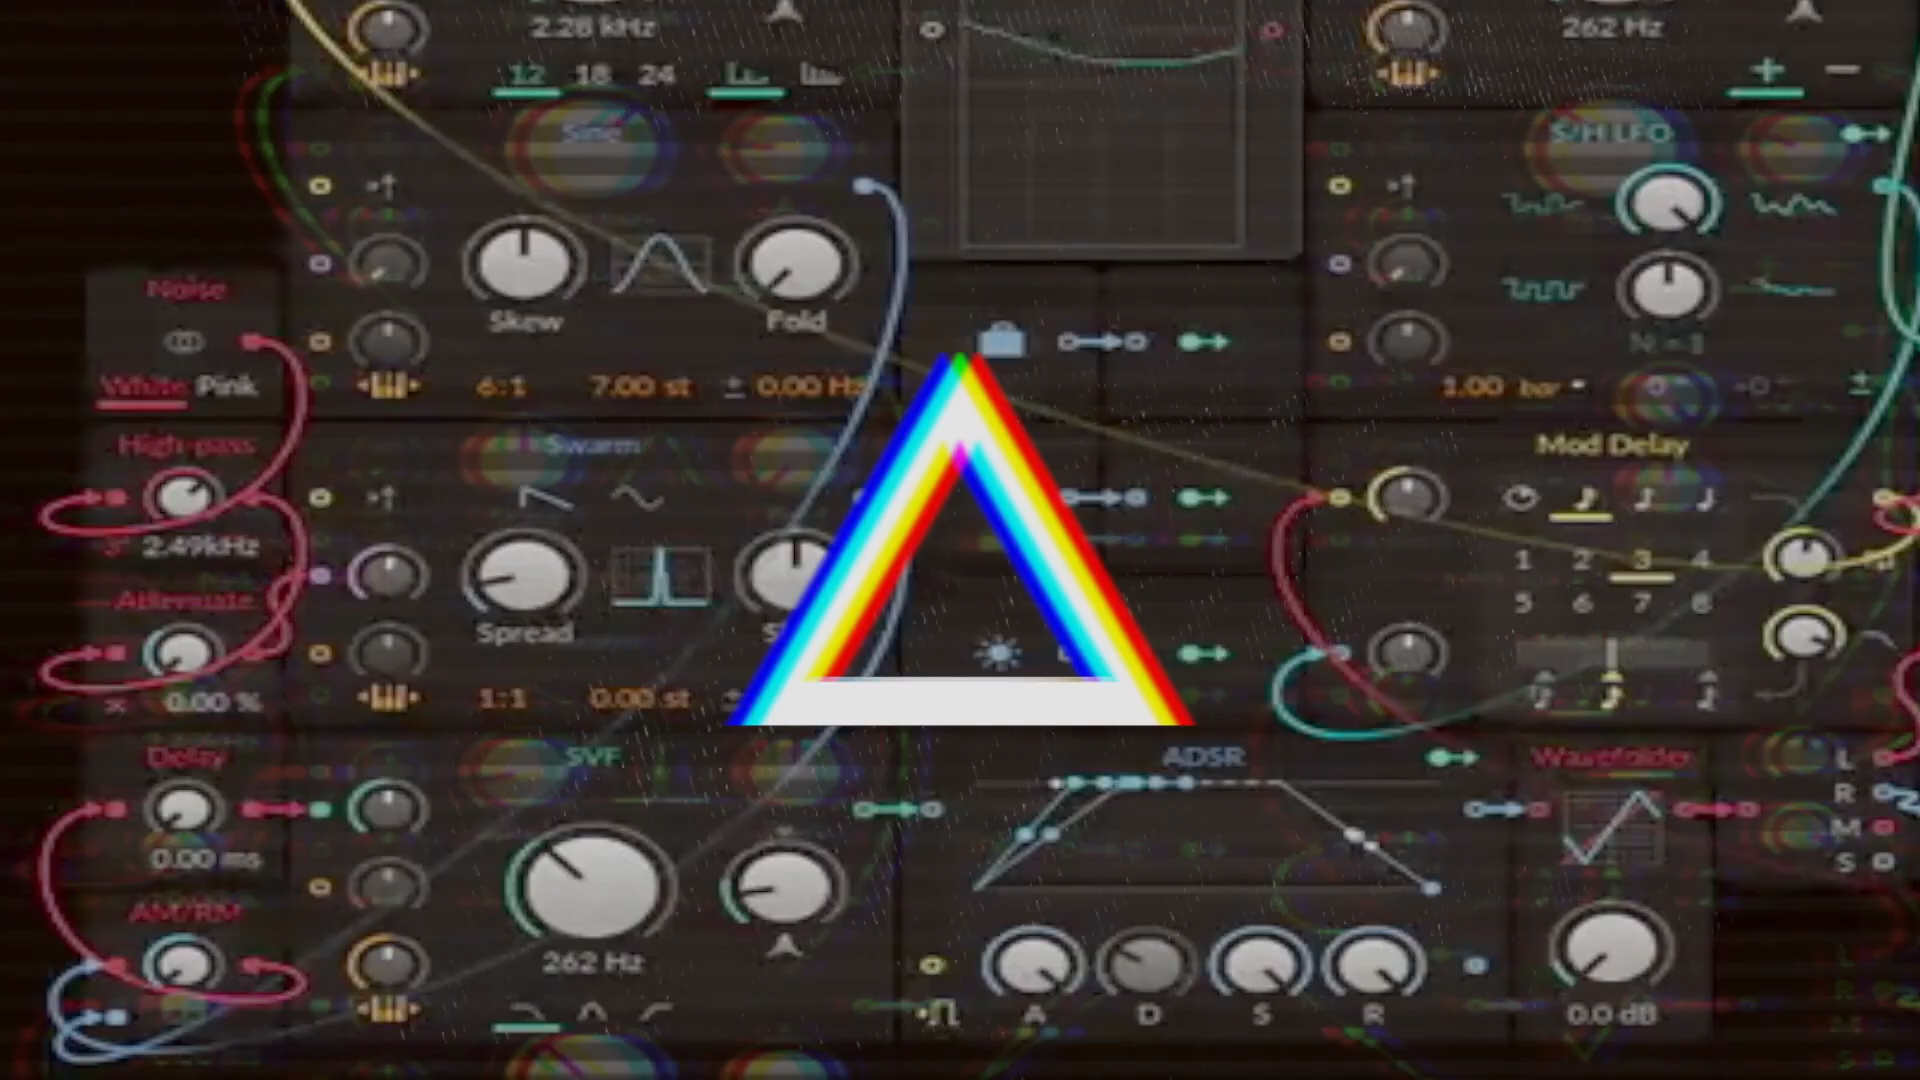 2.28 kHz
12 18 24
262 Hz
Sine
S/H LFO
Noise
Skew
Fold
White Pink
6:1 7.00 st ± 0.00 Hz
1.00 bar
High-pass
Swarm
Mod Delay
2.49kHz
1 2 3 4
5 6 7 8
Attenuate
Spread
0.00 %
1:1 0.00 st
Delay
SVF
ADSR
Wavefolder
L
R
M
S
0.00 ms
AM/RM
262 Hz
A D S R
0.0 dB